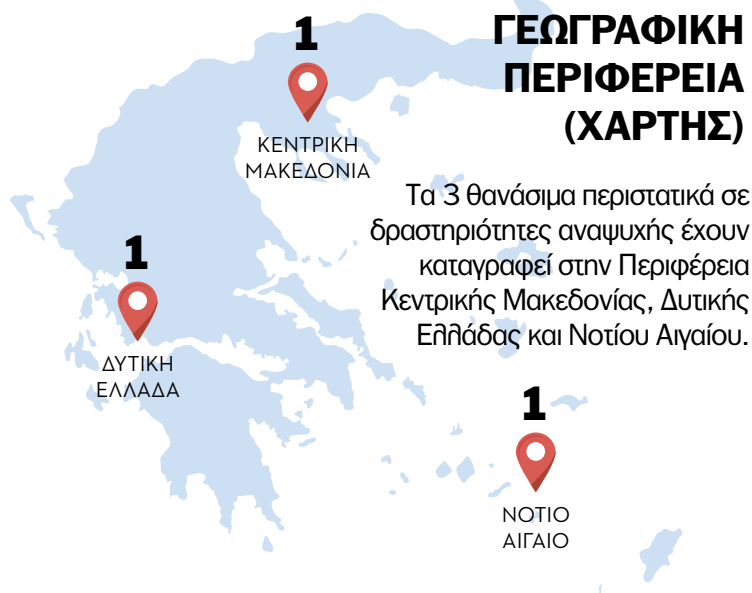 ΓΕΩΓΡΑΦΙΚΗ
ΠΕΡΙΦΕΡΕΙΑ
(ΧΑΡΤΗΣ)
Τα 3 θανάσιμα περιστατικά σε
δραστηριότητες αναψυχής έχουν
καταγραφεί στην Περιφέρεια
Κεντρικής Μακεδονίας, Δυτικής
Ελλάδας και Νοτίου Αιγαίου.
1
ΚΕΝΤΡΙΚΗ
ΜΑΚΕΔΟΝΙΑ
1
ΔΥΤΙΚΗ
ΕΛΛΑΔΑ
1
ΝΟΤΙΟ
ΑΙΓΑΙΟ